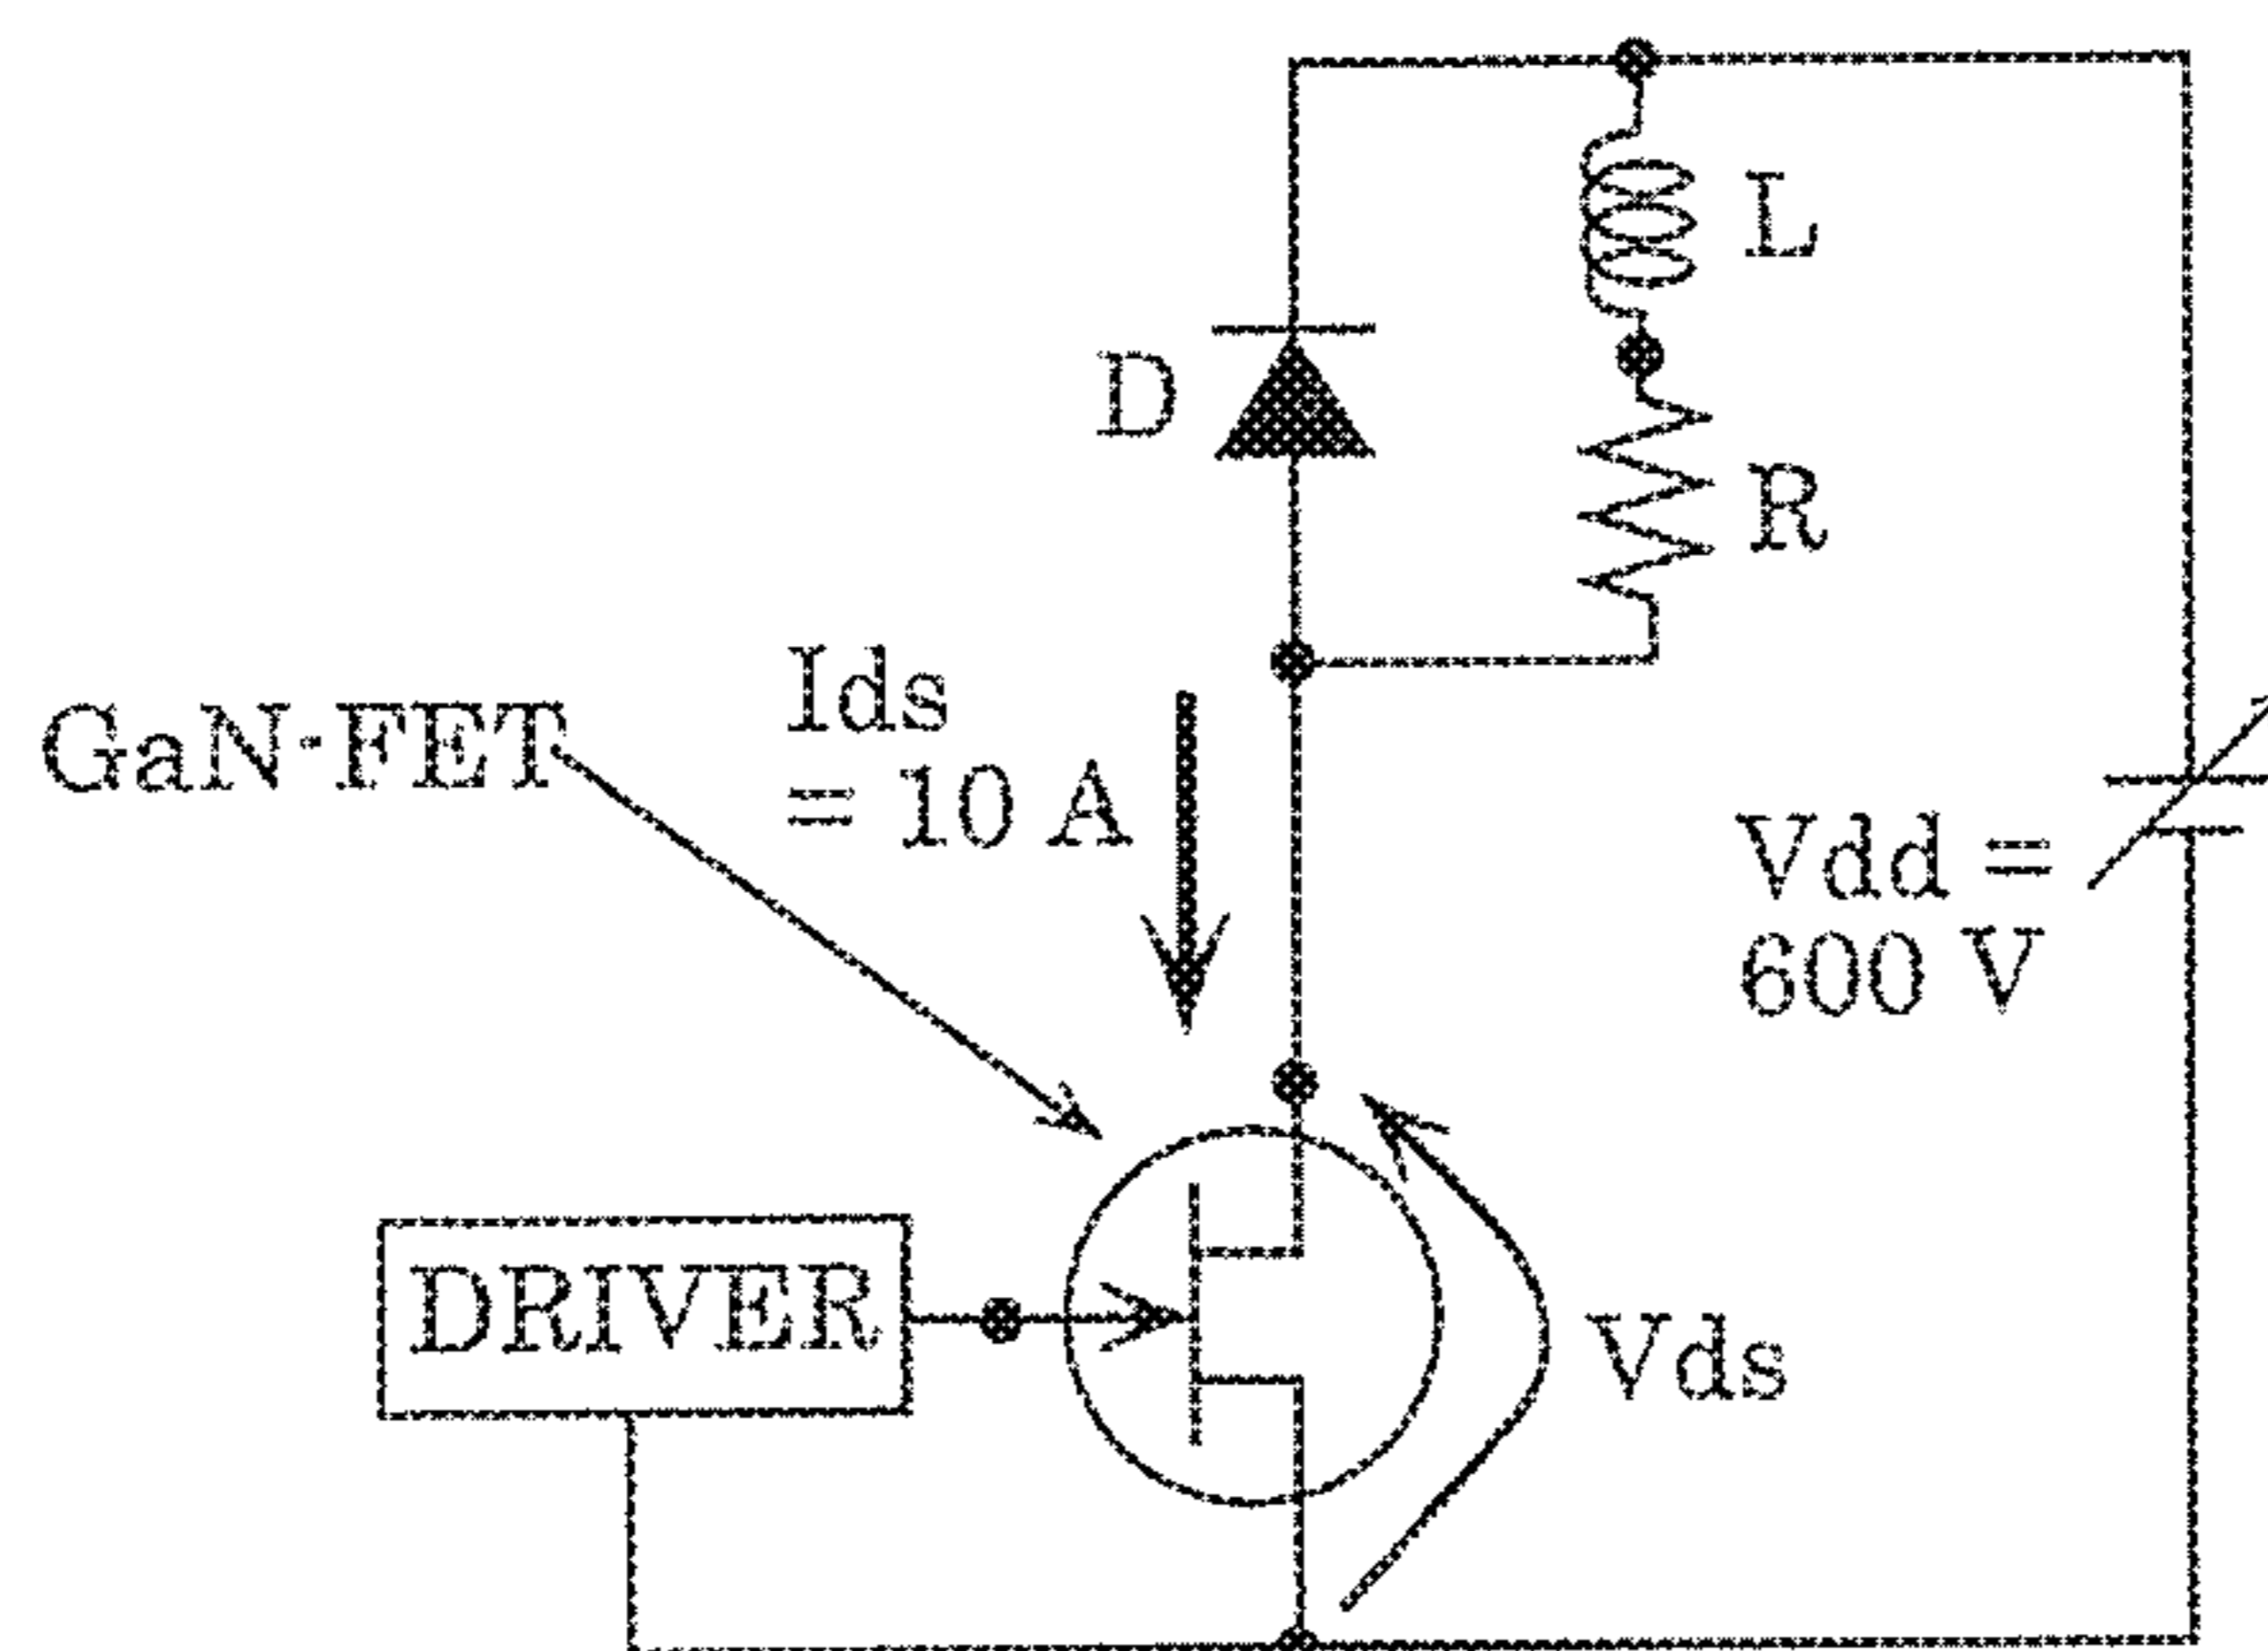 L
D
R
Ids
= 10 A
GaN-FET
Vdd =
600 V
DRIVER
Vds